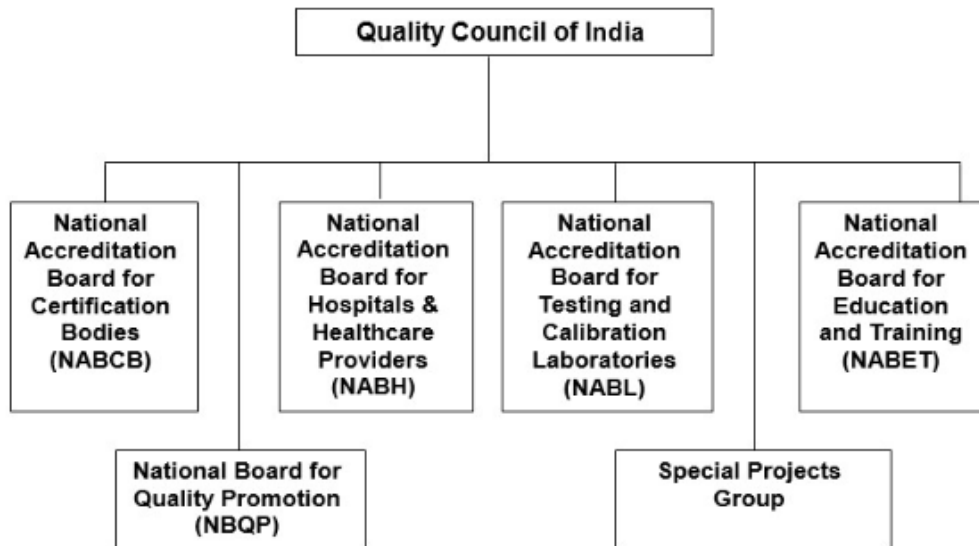 Quality Council of India
National
Accreditation
Board for
Certification
Bodies
(NABCB)
National
Accreditation
Board for
Hospitals &
Healthcare
Providers
(NABH)
National
Accreditation
Board for
Testing and
Calibration
Laboratories
(NABL)
National
Accreditation
Board for
Education
and Training
(NABET)
National Board for
Quality Promotion
(NBQP)
Special Projects
Group